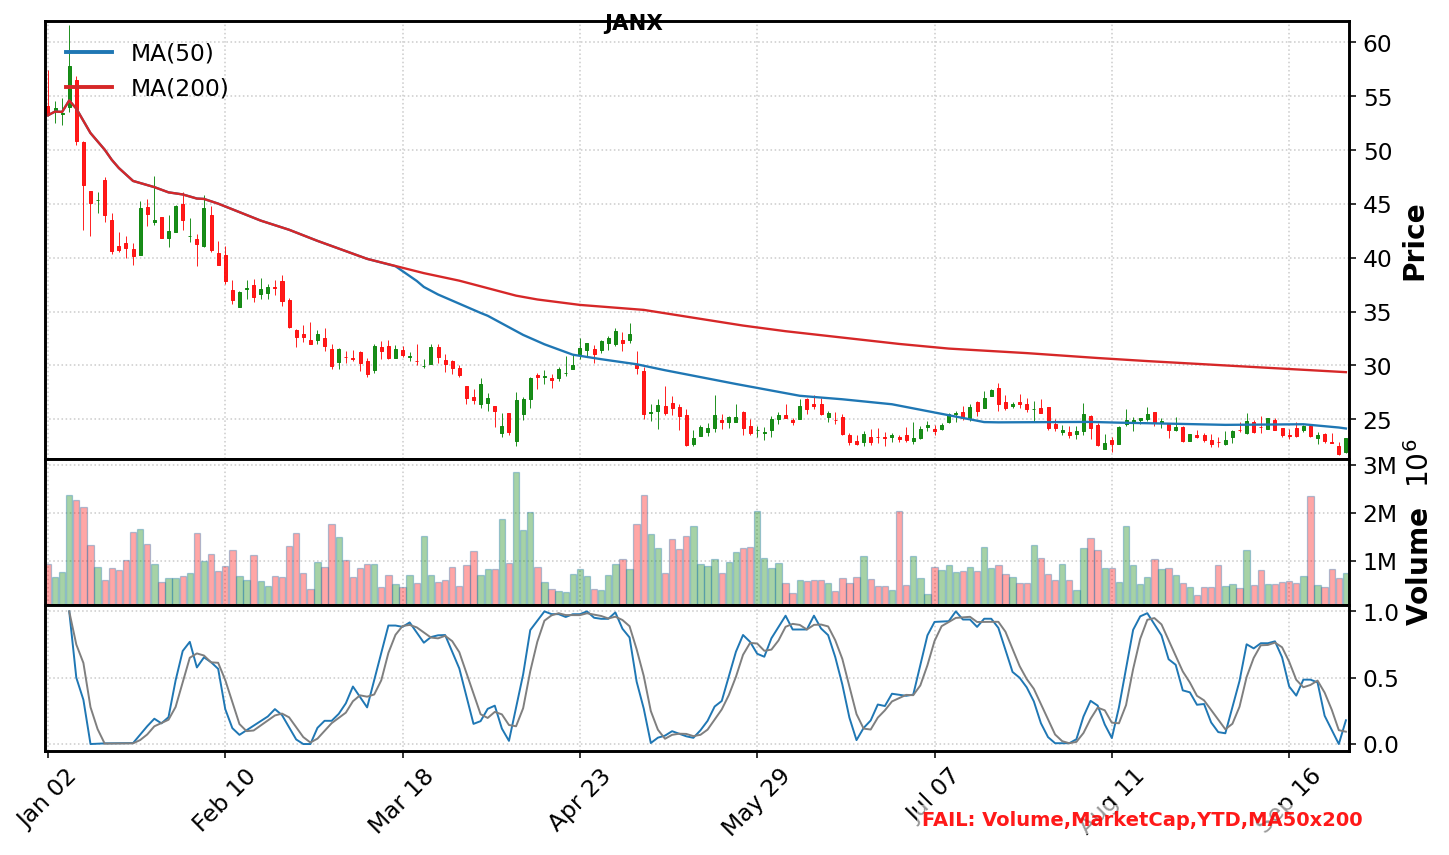 JANX
MA(50)
MA(200)
60
55
50
45
40
35
30
25
Price
3M
2M
1M
Volume 10^6
1.0
0.5
0.0
Jan 02
Feb 10
Mar 18
Apr 23
May 29
Jul 07
Aug 11
Sep 16
FAIL: Volume,MarketCap,YTD,MA50x200